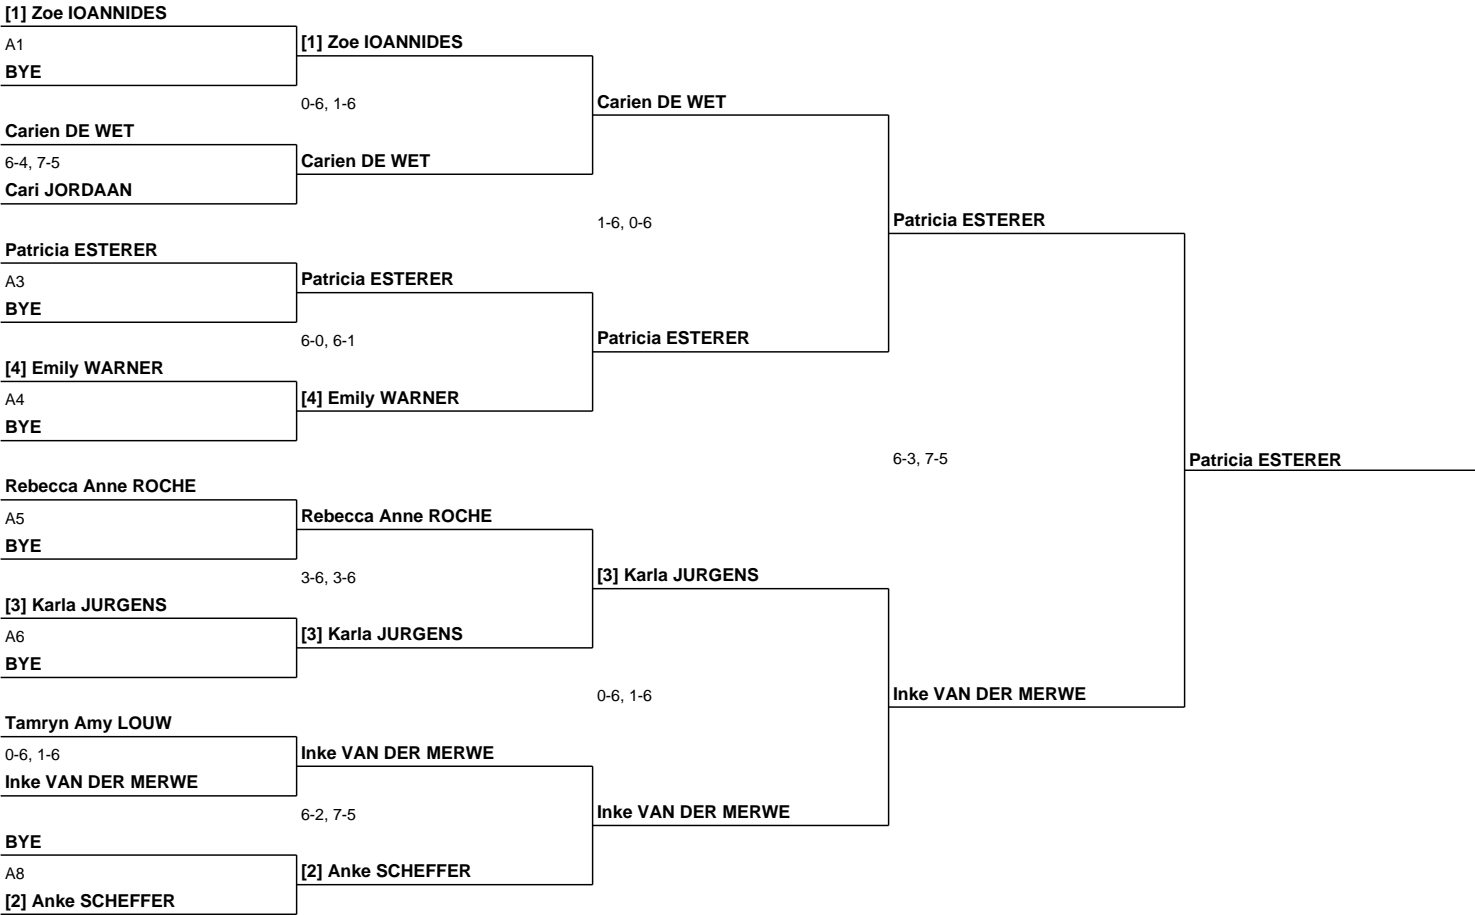 [1] Zoe IOANNIDES
A1
BYE
Carien DE WET
6-4, 7-5
Cari JORDAAN
Patricia ESTERER
A3
BYE
[4] Emily WARNER
A4
BYE
Rebecca Anne ROCHE
A5
BYE
[3] Karla JURGENS
A6
BYE
Tamryn Amy LOUW
0-6, 1-6
Inke VAN DER MERWE
BYE
A8
[2] Anke SCHEFFER
[1] Zoe IOANNIDES
0-6, 1-6
Carien DE WET
Patricia ESTERER
6-0, 6-1
[4] Emily WARNER
Rebecca Anne ROCHE
3-6, 3-6
[3] Karla JURGENS
Inke VAN DER MERWE
6-2, 7-5
[2] Anke SCHEFFER
Carien DE WET
1-6, 0-6
Patricia ESTERER
[3] Karla JURGENS
0-6, 1-6
Inke VAN DER MERWE
Patricia ESTERER
6-3, 7-5
Inke VAN DER MERWE
Patricia ESTERER